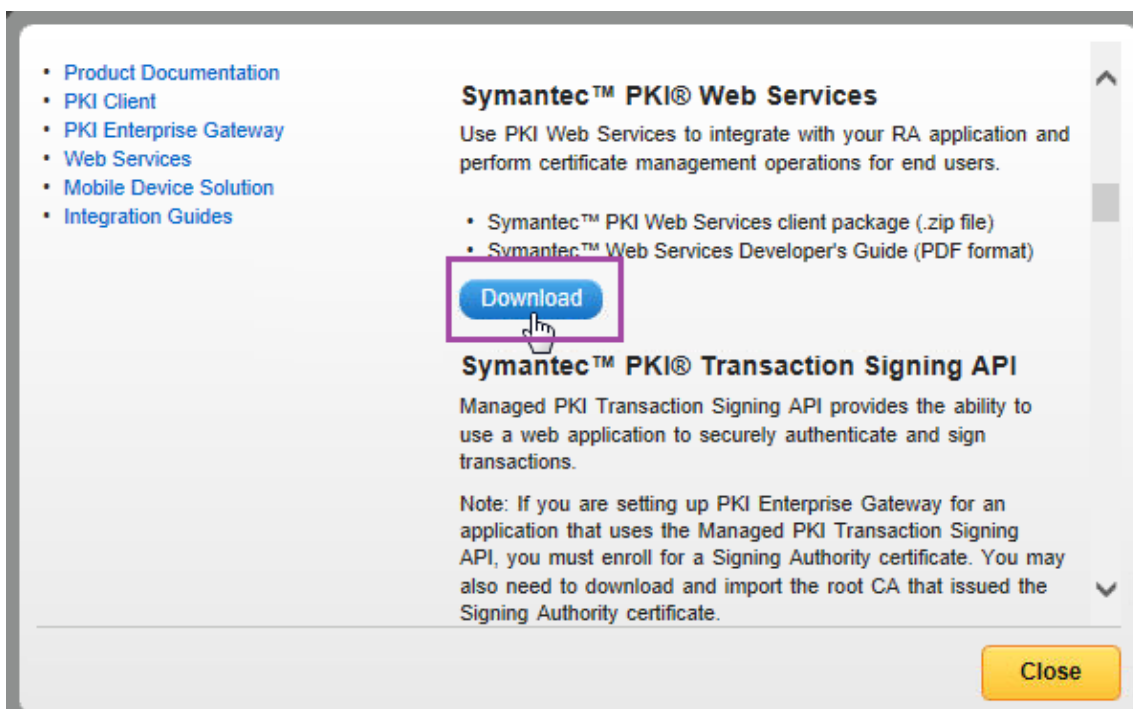 • Product Documentation
• PKI Client
• PKI Enterprise Gateway
• Web Services
• Mobile Device Solution
• Integration Guides
Symantec™ PKI® Web Services
Use PKI Web Services to integrate with your RA application and
perform certificate management operations for end users.
• Symantec™ PKI Web Services client package (.zip file)
• Symantec™ Web Services Developer's Guide (PDF format)
Download
Symantec™ PKI® Transaction Signing API
Managed PKI Transaction Signing API provides the ability to
use a web application to securely authenticate and sign
transactions.
Note: If you are setting up PKI Enterprise Gateway for an
application that uses the Managed PKI Transaction Signing
API, you must enroll for a Signing Authority certificate. You may
also need to download and import the root CA that issued the
Signing Authority certificate.
Close